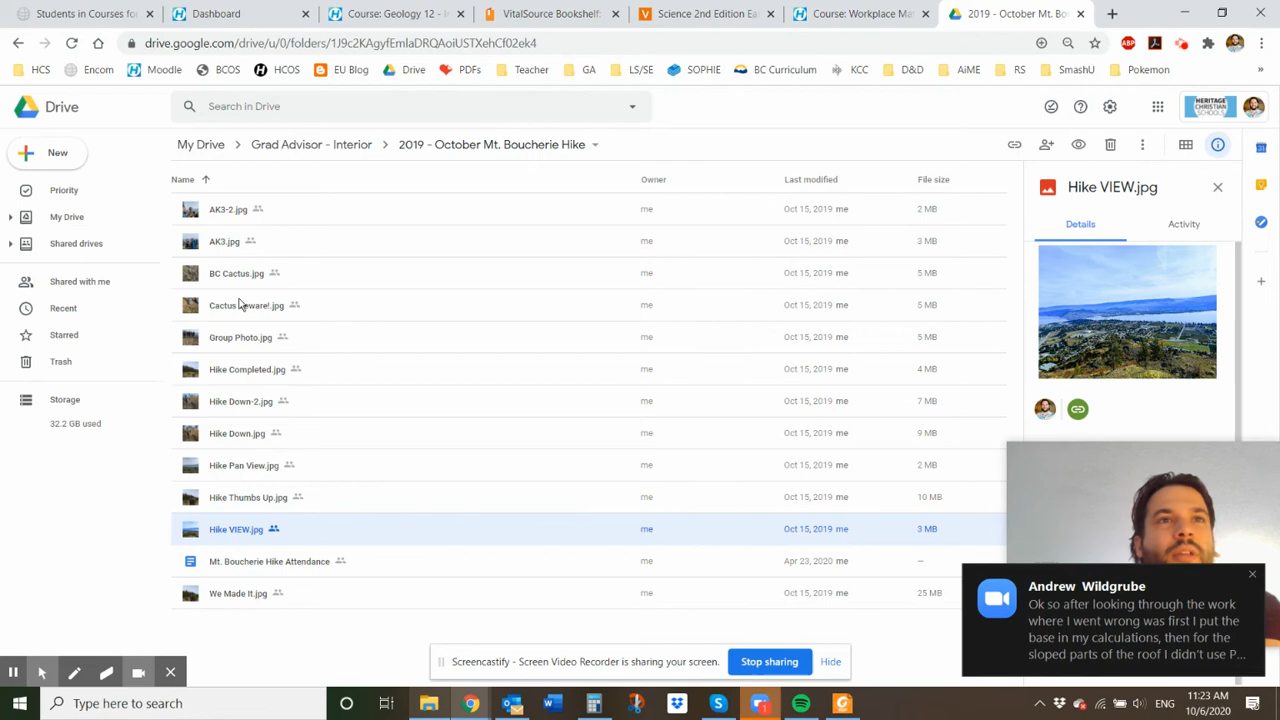 Students for
Dashboard
Course: Geology 12 - I
VitalSource Bookshelf:
Science 2nd Edition Ea
Course: Workplace Ma
2019 - October Mt. Bouc
drive.google.com/drive/u/0/folders/
HCS Encom Moodle BCOS HCOS EU Blog Drive PDFs Teacher GA LS/SE SOPHIE BC Curriculum KCC D&D AiME RS SmashU Pokemon »
Drive
Search in Drive
HERITAGE
CHRISTIAN
SCHOOLS
New
My Drive > Grad Advisor - Interior > 2019 - October Mt. Boucherie Hike
Name Owner Last modified File size
AK3-2.jpg me Oct 15, 2019 me 2 MB
AK3.jpg me Oct 15, 2019 me 3 MB
BC Cactus.jpg me Oct 15, 2019 me 5 MB
Cactus eware!.jpg me Oct 15, 2019 me 5 MB
Group Photo.jpg me Oct 15, 2019 me 5 MB
Hike Completed.jpg me Oct 15, 2019 me 4 MB
Hike Down-2.jpg me Oct 15, 2019 me 7 MB
Hike Down.jpg me Oct 15, 2019 me 9 MB
Hike Pan View.jpg me Oct 15, 2019 me 2 MB
Hike Thumbs Up.jpg me Oct 15, 2019 me 10 MB
Hike VIEW.jpg me Oct 15, 2019 me 3 MB
Mt. Boucherie Hike Attendance me Apr 23, 2020 me –
We Made It.jpg me Oct 15, 2019 me 25 MB
Priority
My Drive
Shared drives
Shared with me
Recent
Starred
Trash
Storage
32.2 GB used
Hike VIEW.jpg
Details Activity
Andrew Wildgrube
Ok so after looking through the work
where I went wrong was first I put the
base in my calculations, then for the
sloped parts of the roof I didn't use P...
Screencastify - Screen Video Recorder is sharing your screen. Stop sharing Hide
Type here to search
ENG
11:23 AM
10/6/2020